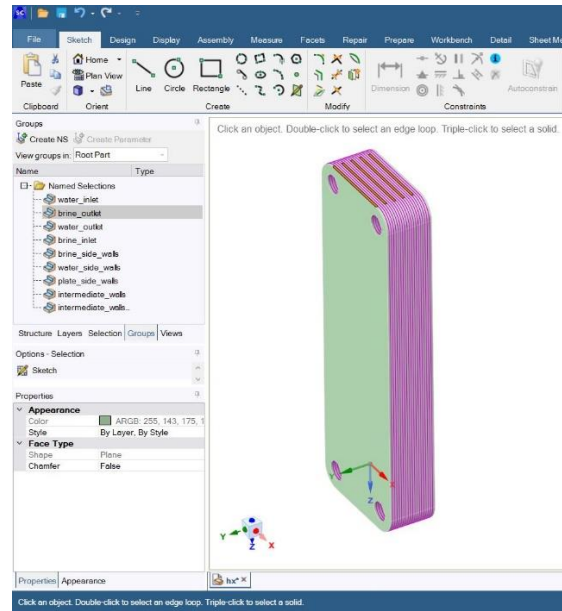 File Sketch Design Display Assembly Measure Facets Repair Prepare Workbench Detail Sheet Me
Paste
Home
Plan View
Line Circle Rectangle
Dimension
Autoconstrain
Clipboard Orient Create Modify Constraints
Groups
Create NS Create Parameter
View groups in: Root Part
Name Type
Named Selections
water_inlet
brine_outlet
water_outlet
brine_inlet
brine_side_walls
water_side_walls
plate_side_walls
intermediate_walls
intermediate_walls..
Structure Layers Selection Groups Views
Options - Selection
Sketch
Properties
Appearance
Color ARGB: 255, 143, 175, 1
Style By Layer, By Style
Face Type
Shape Plane
Chamfer False
Properties Appearance
Click an object. Double-click to select an edge loop. Triple-click to select a solid.
Y
X
Z
Y
Z
X
hx*
Click an object. Double-click to select an edge loop. Triple-click to select a solid.